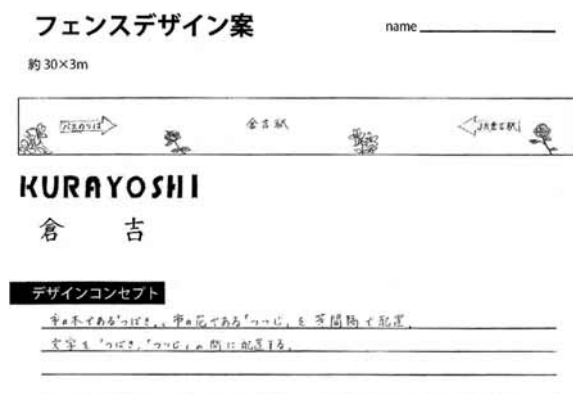 フェンスデザイン案
name
約30×3m
バスのりば
倉吉駅
JR倉吉駅
KURAYOSHI
倉 吉
デザインコンセプト
市の木である「つばき」、市の花である「つつじ」を等間隔で配置。
文字を「つばき」「つつじ」の間に配置する。